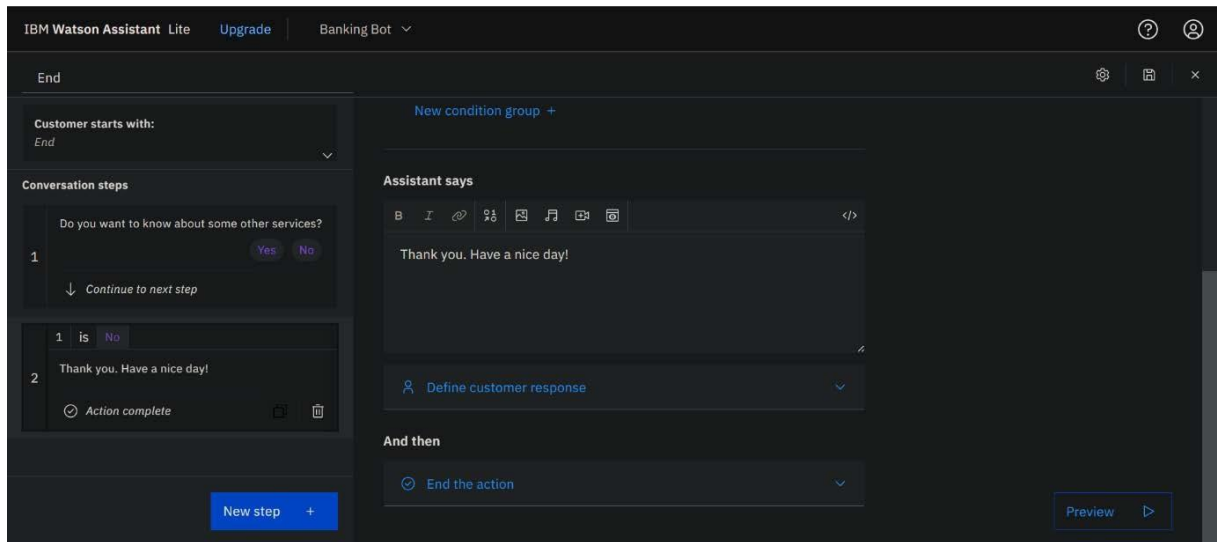 IBM Watson Assistant Lite Upgrade Banking Bot
End
Customer starts with:
End
Conversation steps
1
Do you want to know about some other services?
Yes No
Continue to next step
2
1 is No
Thank you. Have a nice day!
Action complete
New step +
New condition group +
Assistant says
B I </>
Thank you. Have a nice day!
Define customer response
And then
End the action
Preview